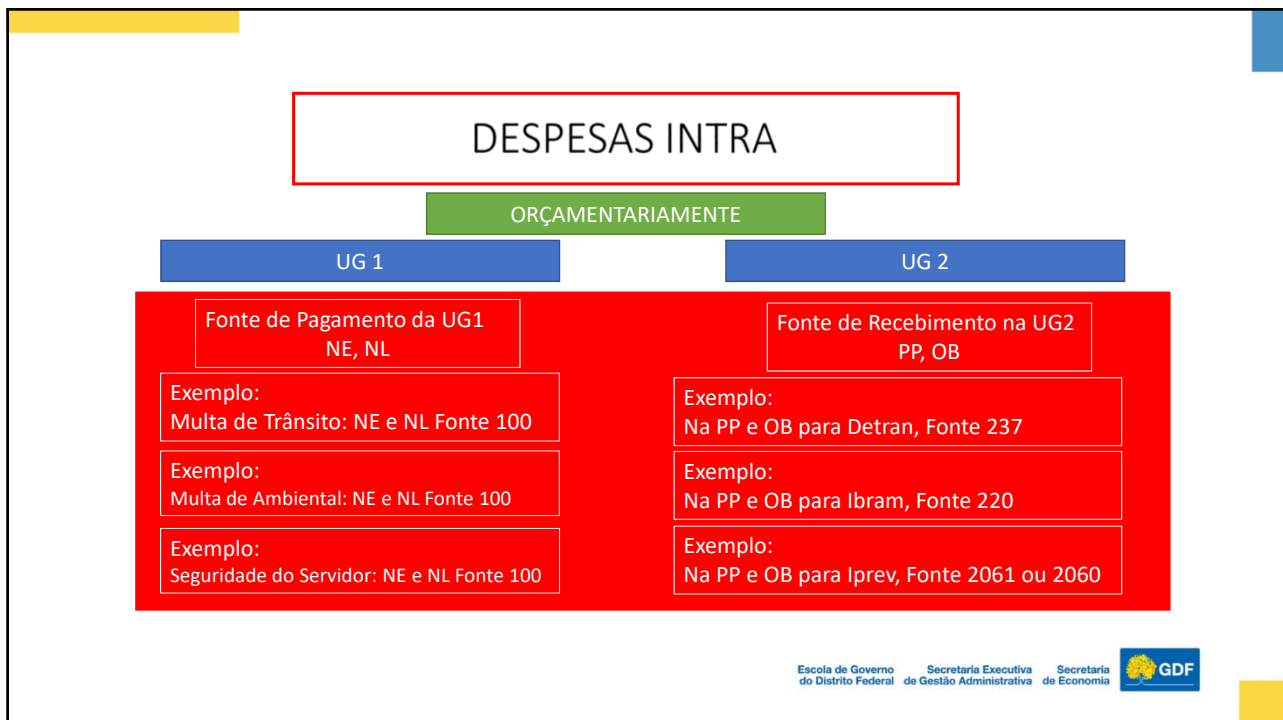 DESPESAS INTRA
ORÇAMENTARIAMENTE
UG 1
UG 2
Fonte de Pagamento da UG1
NE, NL
Exemplo:
Multa de Trânsito: NE e NL Fonte 100
Exemplo:
Multa de Ambiental: NE e NL Fonte 100
Exemplo:
Seguridade do Servidor: NE e NL Fonte 100
Fonte de Recebimento na UG2
PP, OB
Exemplo:
Na PP e OB para Detran, Fonte 237
Exemplo:
Na PP e OB para Ibram, Fonte 220
Exemplo:
Na PP e OB para Iprev, Fonte 2061 ou 2060
Escola de Governo
do Distrito Federal
Secretaria Executiva
de Gestão Administrativa
Secretaria
de Economia
GDF